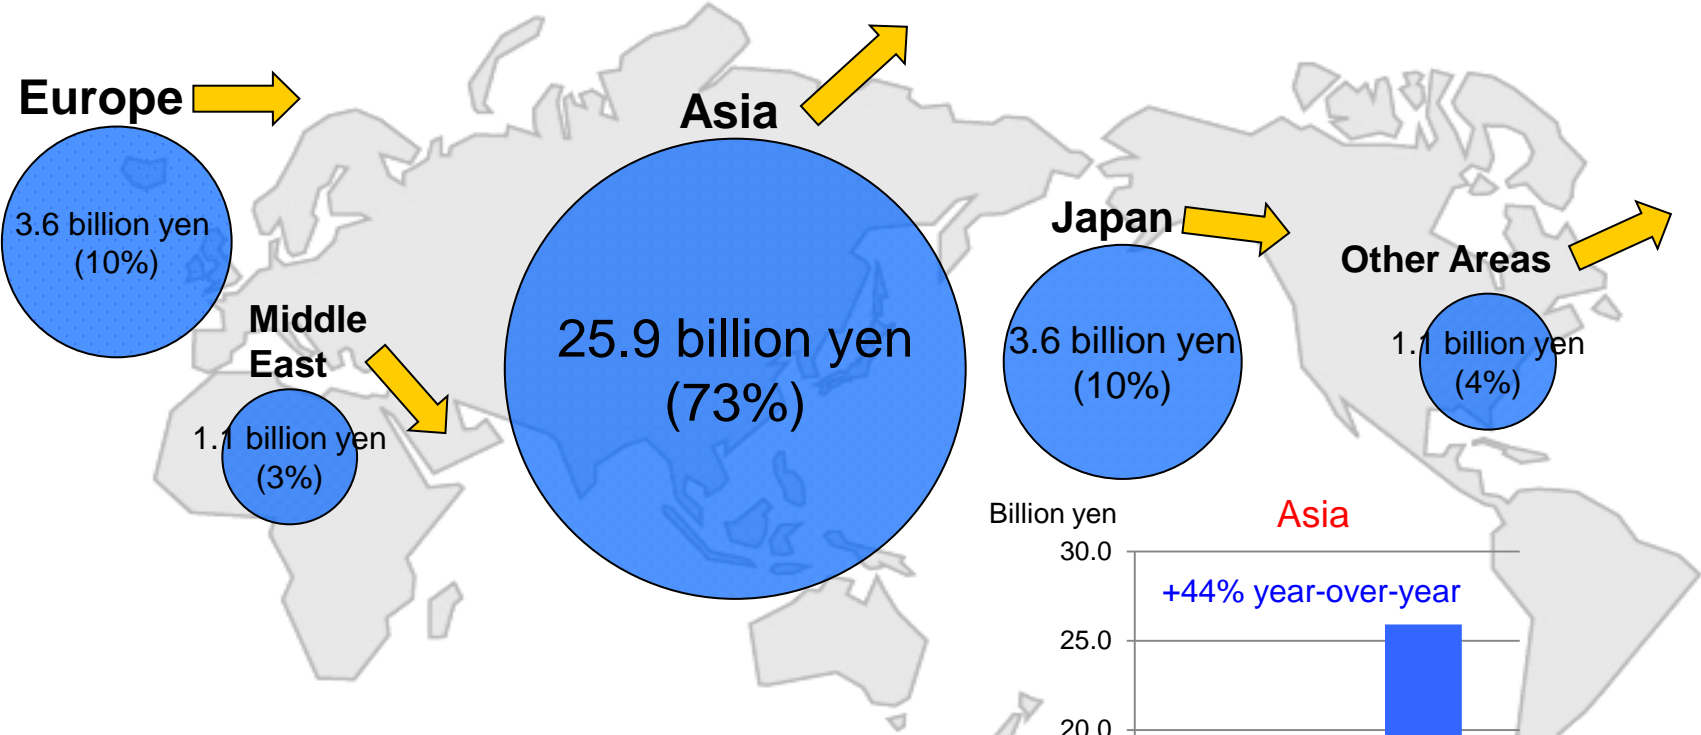 Europe
3.6 billion yen
(10%)
Middle
East
1.1 billion yen
(3%)
Asia
25.9 billion yen
(73%)
Japan
3.6 billion yen
(10%)
Other Areas
1.1 billion yen
(4%)
Billion yen
Asia
30.0
+44% year-over-year
25.0
20.0